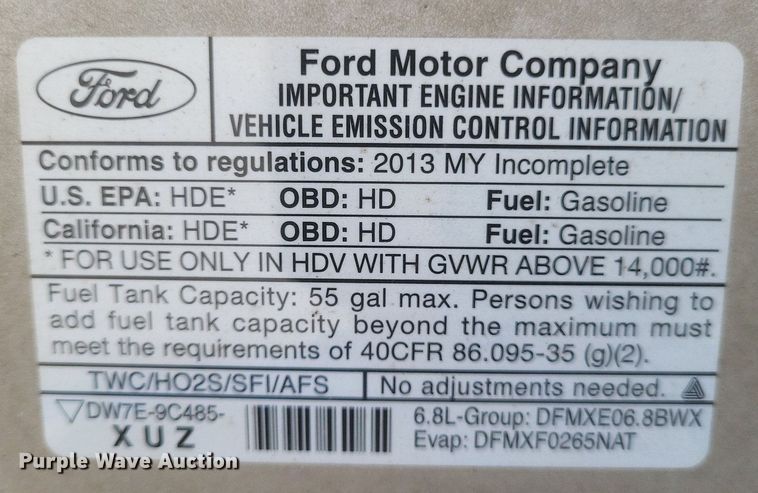 Ford
Ford Motor Company
IMPORTANT ENGINE INFORMATION/
VEHICLE EMISSION CONTROL INFORMATION
Conforms to regulations: 2013 MY Incomplete
U.S. EPA: HDE* OBD: HD Fuel: Gasoline
California: HDE* OBD: HD Fuel: Gasoline
* FOR USE ONLY IN HDV WITH GVWR ABOVE 14,000#.
Fuel Tank Capacity: 55 gal max. Persons wishing to
add fuel tank capacity beyond the maximum must
meet the requirements of 40CFR 86.095-35 (g)(2).
TWC/HO2S/SFI/AFS No adjustments needed.
DW7E-9C485-
XUZ
6.8L-Group: DFMXE06.8BWX
Evap: DFMXF0265NAT
Purple Wave Auction